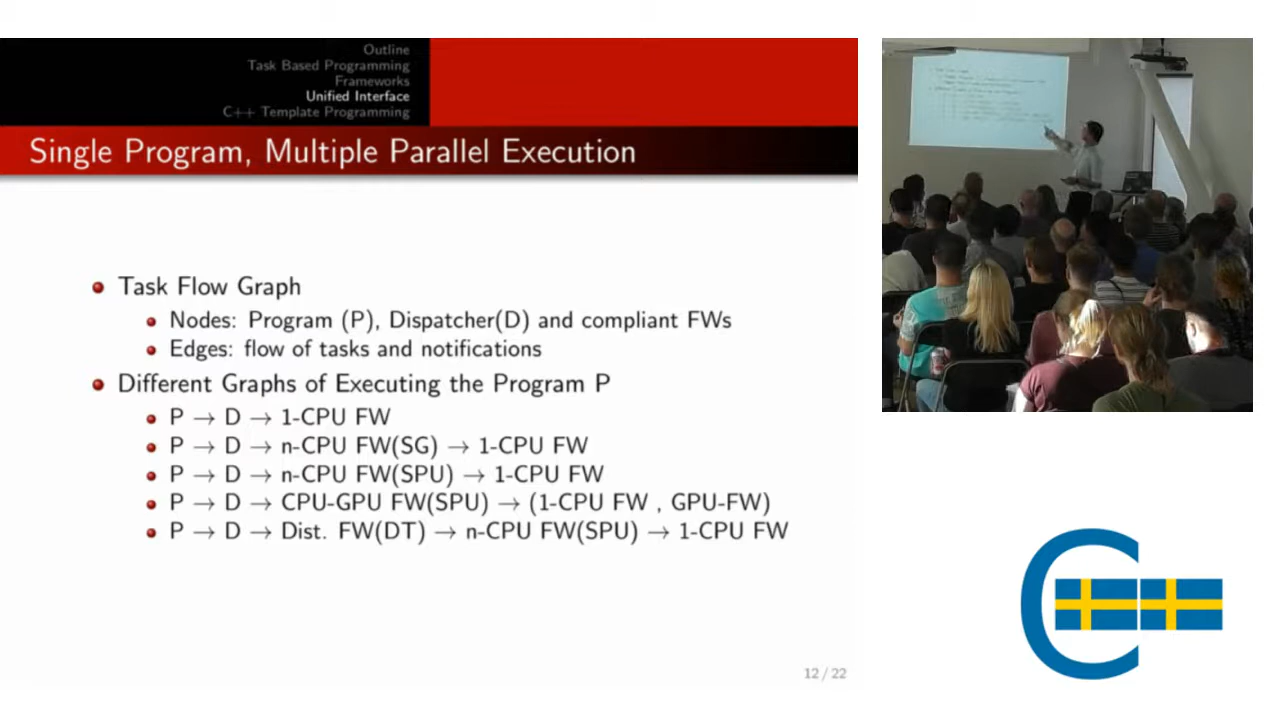 Outline
Task Based Programming
Frameworks
Unified Interface
C++ Template Programming
Single Program, Multiple Parallel Execution
Task Flow Graph
Nodes: Program (P), Dispatcher(D) and compliant FWs
Edges: flow of tasks and notifications
Different Graphs of Executing the Program P
P → D → 1-CPU FW
P → D → n-CPU FW(SG) → 1-CPU FW
P → D → n-CPU FW(SPU) → 1-CPU FW
P → D → CPU-GPU FW(SPU) → (1-CPU FW , GPU-FW)
P → D → Dist. FW(DT) → n-CPU FW(SPU) → 1-CPU FW
12 / 22
C